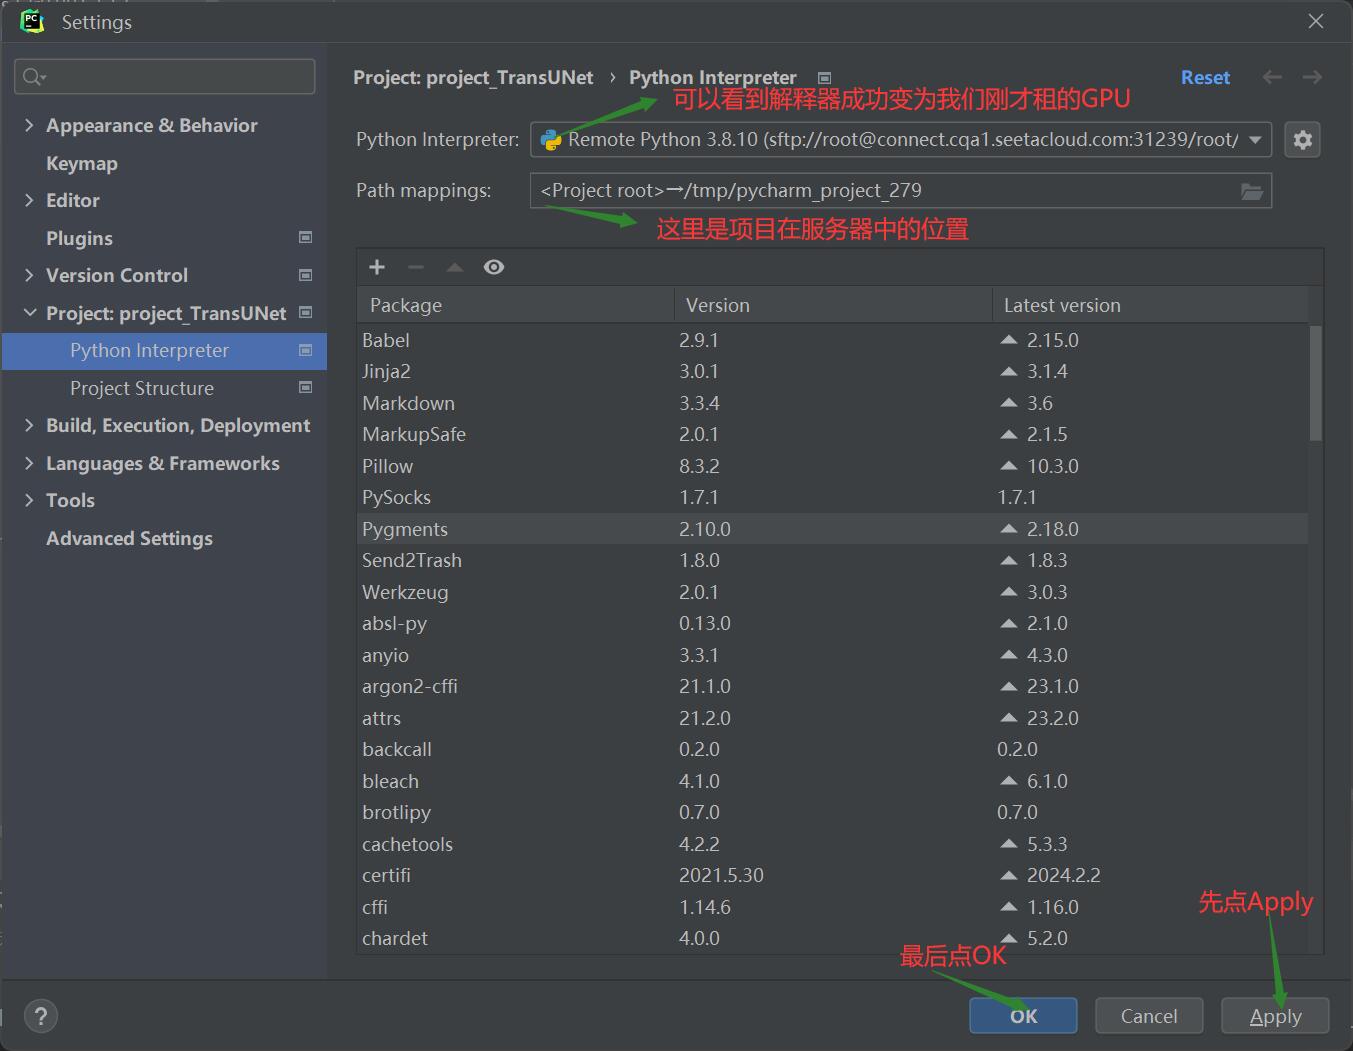 Settings
Project: project_TransUNet › Python Interpreter
Reset
可以看到解释器成功变为我们刚才租的GPU
Python Interpreter: Remote Python 3.8.10 (sftp://root@connect.cqa1.seetacloud.com:31239/root/
Path mappings: <Project root>→/tmp/pycharm_project_279
这里是项目在服务器中的位置
Appearance & Behavior
Keymap
Editor
Plugins
Version Control
Project: project_TransUNet
Python Interpreter
Project Structure
Build, Execution, Deployment
Languages & Frameworks
Tools
Advanced Settings
Package Version Latest version
Babel 2.9.1 2.15.0
Jinja2 3.0.1 3.1.4
Markdown 3.3.4 3.6
MarkupSafe 2.0.1 2.1.5
Pillow 8.3.2 10.3.0
PySocks 1.7.1 1.7.1
Pygments 2.10.0 2.18.0
Send2Trash 1.8.0 1.8.3
Werkzeug 2.0.1 3.0.3
absl-py 0.13.0 2.1.0
anyio 3.3.1 4.3.0
argon2-cffi 21.1.0 23.1.0
attrs 21.2.0 23.2.0
backcall 0.2.0 0.2.0
bleach 4.1.0 6.1.0
brotlipy 0.7.0 0.7.0
cachetools 4.2.2 5.3.3
certifi 2021.5.30 2024.2.2
cffi 1.14.6 1.16.0
chardet 4.0.0 5.2.0
先点Apply
最后点OK
? OK Cancel Apply